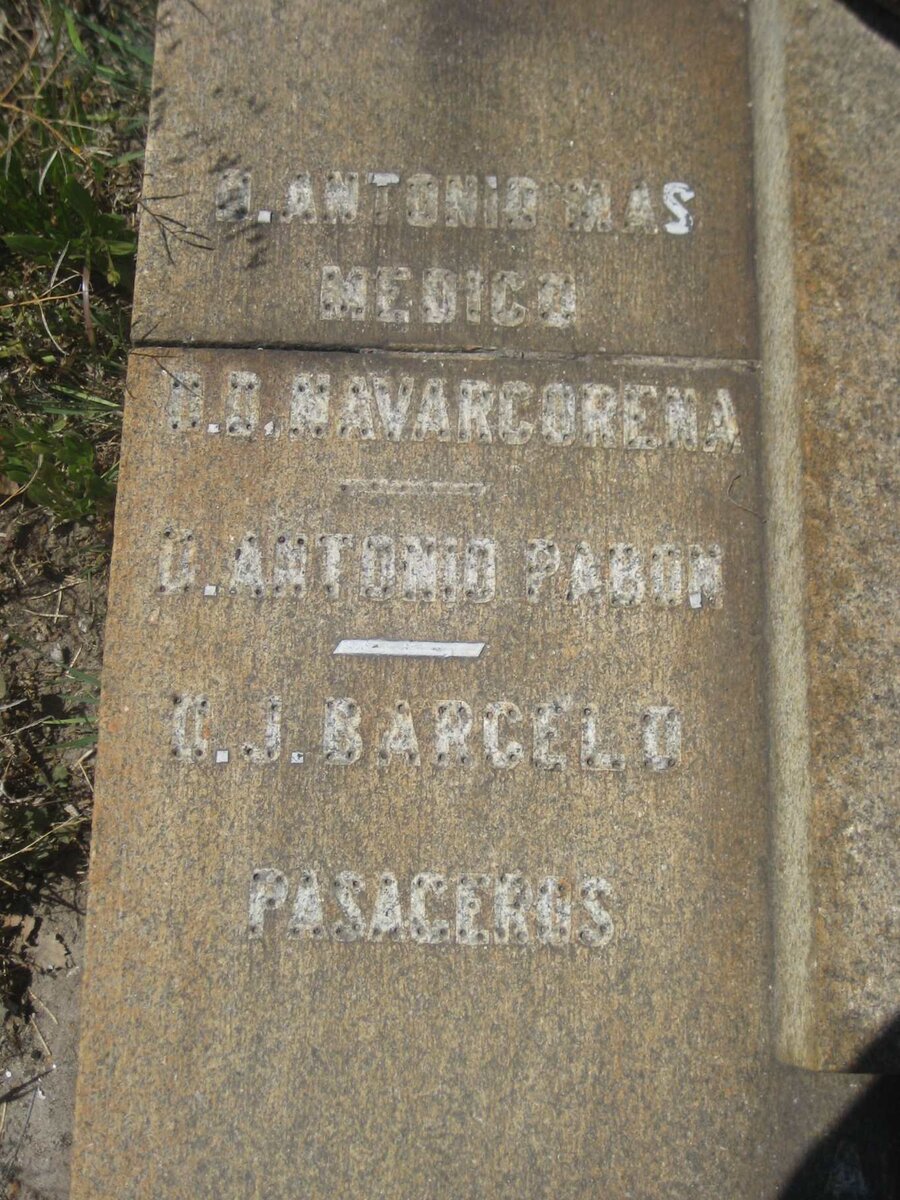 D. ANTONIO MAS
MEDICO
D. D. NAVARCORENA
D. ANTONIO PABON
D. J. BARCELO
PASAGEROS